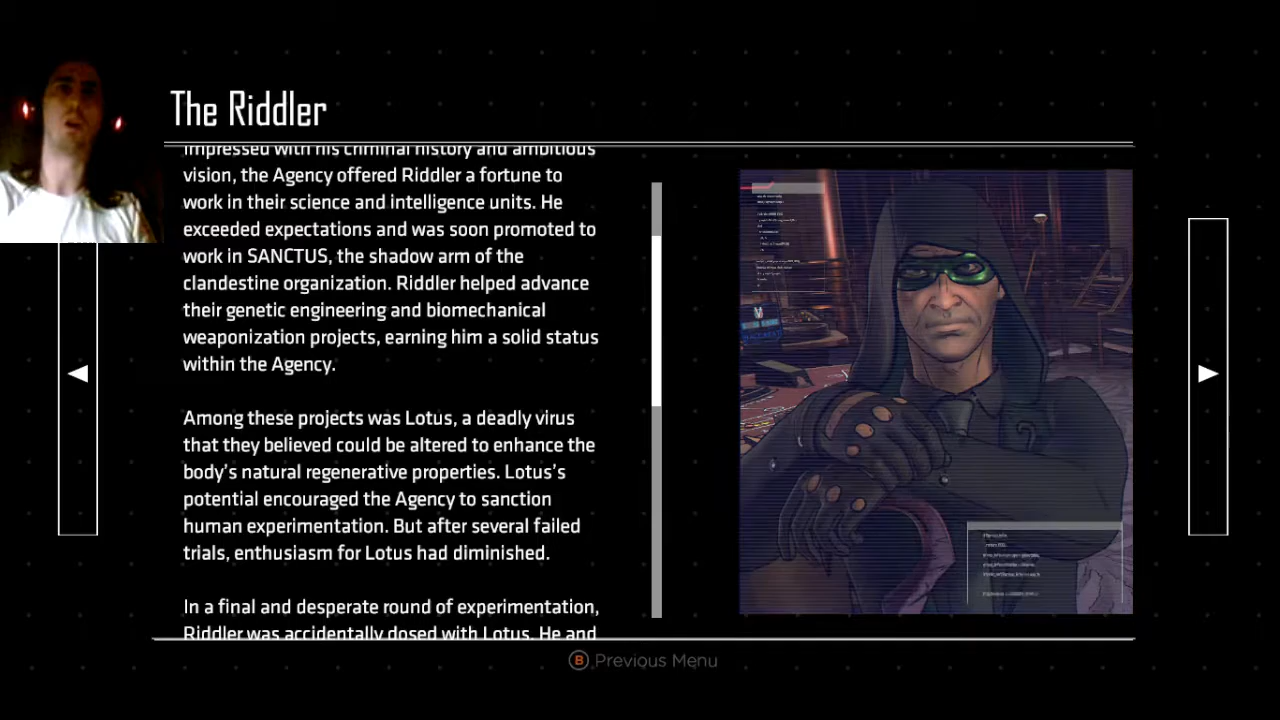 The Riddler
Impressed with his criminal history and ambitious
vision, the Agency offered Riddler a fortune to
work in their science and intelligence units. He
exceeded expectations and was soon promoted to
work in SANCTUS, the shadow arm of the
clandestine organization. Riddler helped advance
their genetic engineering and biomechanical
weaponization projects, earning him a solid status
within the Agency.
Among these projects was Lotus, a deadly virus
that they believed could be altered to enhance the
body's natural regenerative properties. Lotus's
potential encouraged the Agency to sanction
human experimentation. But after several failed
trials, enthusiasm for Lotus had diminished.
In a final and desperate round of experimentation,
Riddler was accidentally dosed with Lotus. He and
B Previous Menu